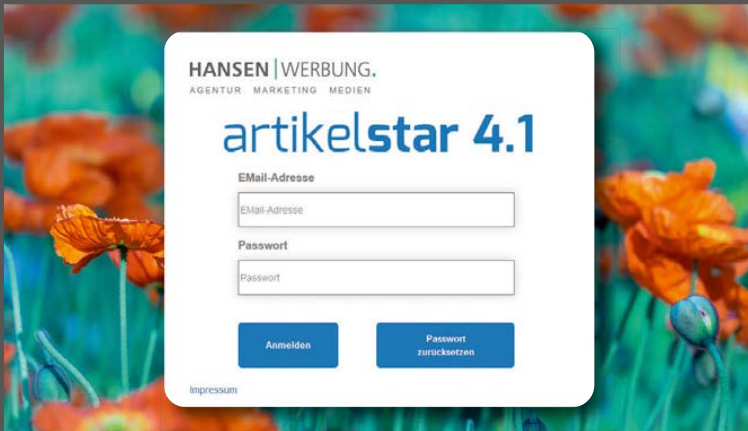 HANSEN|WERBUNG.
AGENTUR MARKETING MEDIEN
artikelstar 4.1
EMail-Adresse
EMail-Adresse
Passwort
Passwort
Anmelden
Passwort
zurücksetzen
Impressum